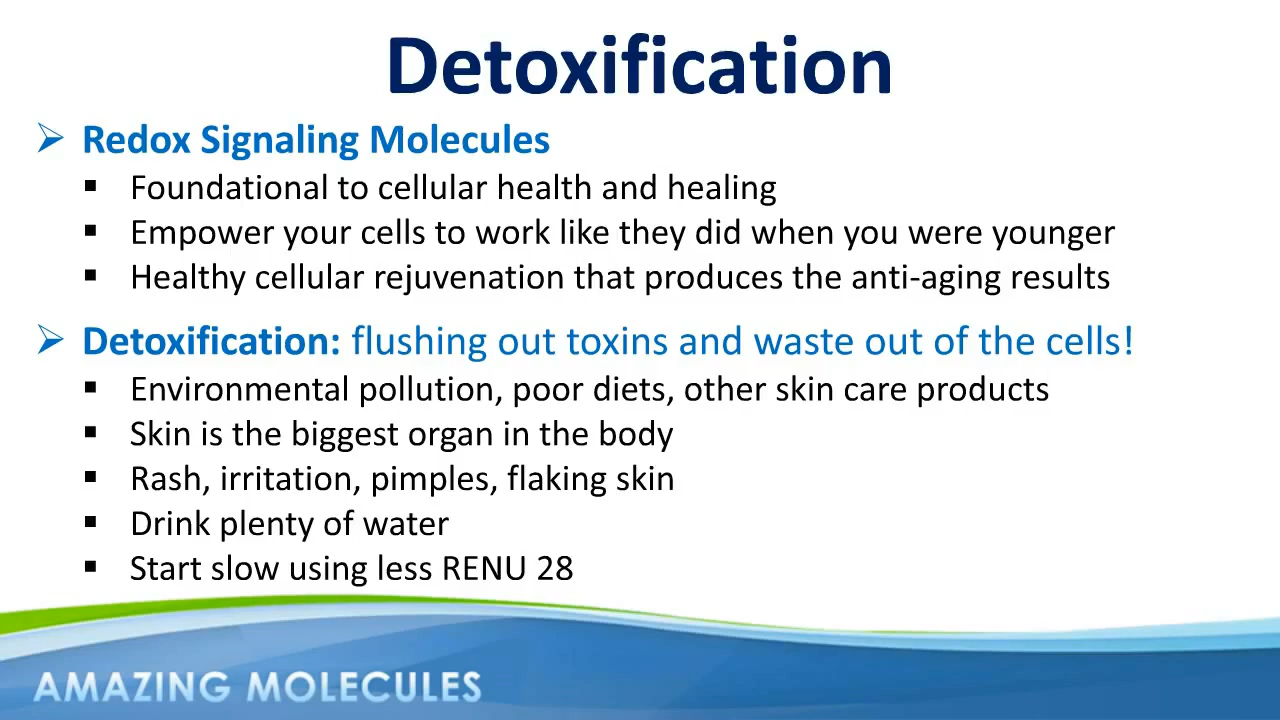 Detoxification
Redox Signaling Molecules
Foundational to cellular health and healing
Empower your cells to work like they did when you were younger
Healthy cellular rejuvenation that produces the anti-aging results
Detoxification: flushing out toxins and waste out of the cells!
Environmental pollution, poor diets, other skin care products
Skin is the biggest organ in the body
Rash, irritation, pimples, flaking skin
Drink plenty of water
Start slow using less RENU 28
AMAZING MOLECULES